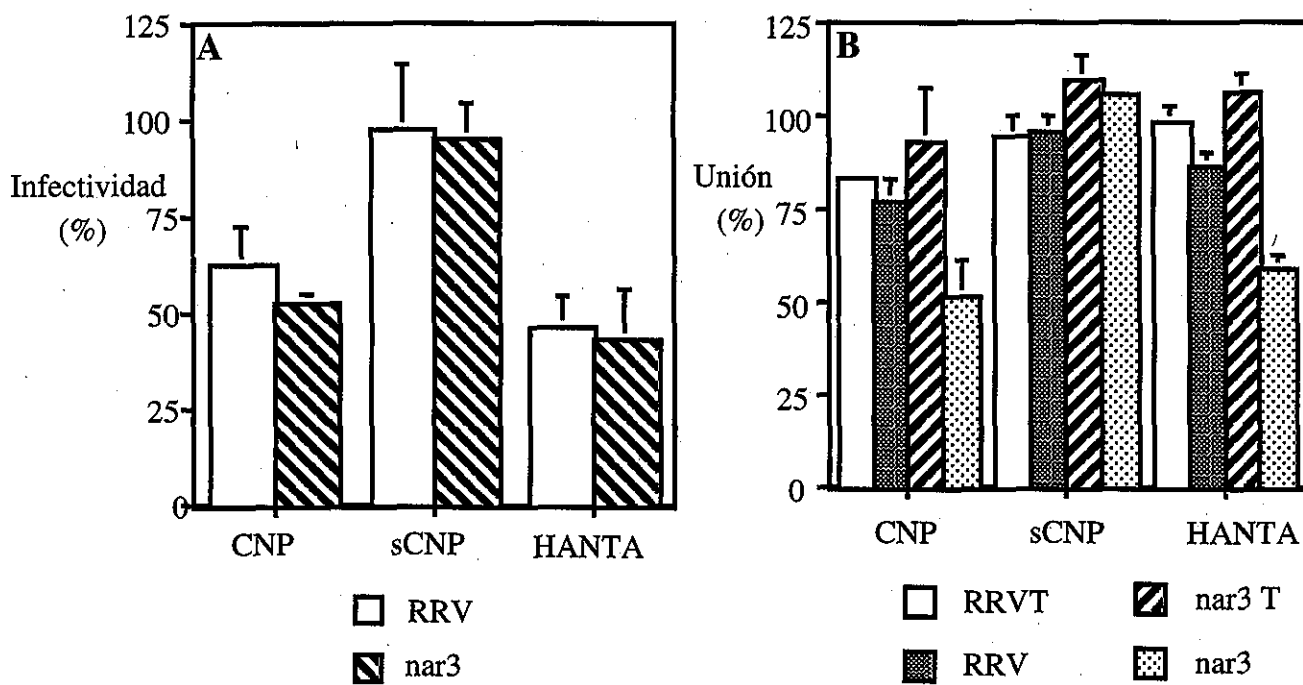 A
125
100
75
50
25
0
Infectividad
(%)
CNP
sCNP
HANTA
RRV
nar3
B
125
100
75
50
25
0
Unión
(%)
CNP
sCNP
HANTA
RRVT
nar3 T
RRV
nar3